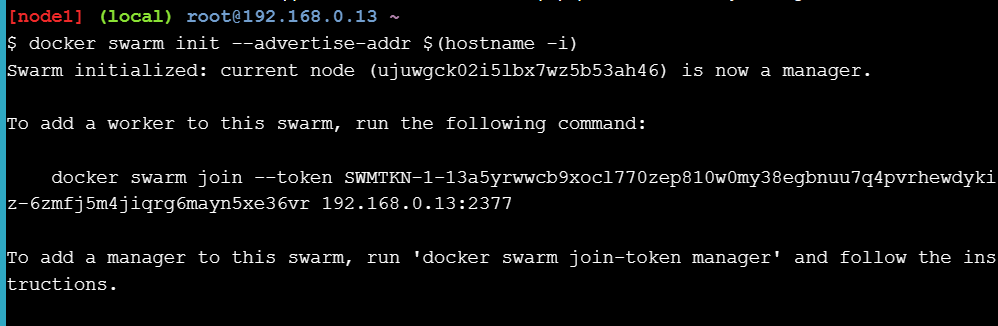 [node1] (local) root@192.168.0.13 ~
$ docker swarm init --advertise-addr $(hostname -i)
Swarm initialized: current node (ujuwgck02i5lbx7wz5b53ah46) is now a manager.
To add a worker to this swarm, run the following command:
docker swarm join --token SWMTKN-1-13a5yrwwcb9xocl770zep810w0my38egbnuu7q4pvrhewdyki
z-6zmfj5m4jiqrg6mayn5xe36vr 192.168.0.13:2377
To add a manager to this swarm, run 'docker swarm join-token manager' and follow the ins
tructions.